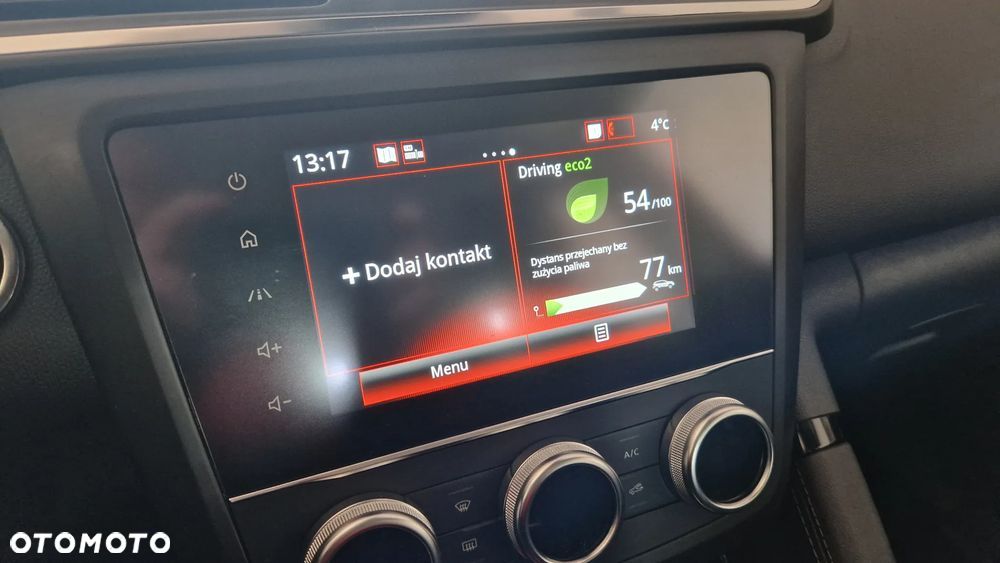 13:17
4°C
Driving eco2
54/100
+ Dodaj kontakt
Dystans przejechany bez
zużycia paliwa
77 km
Menu
A/C
OTOMOTO